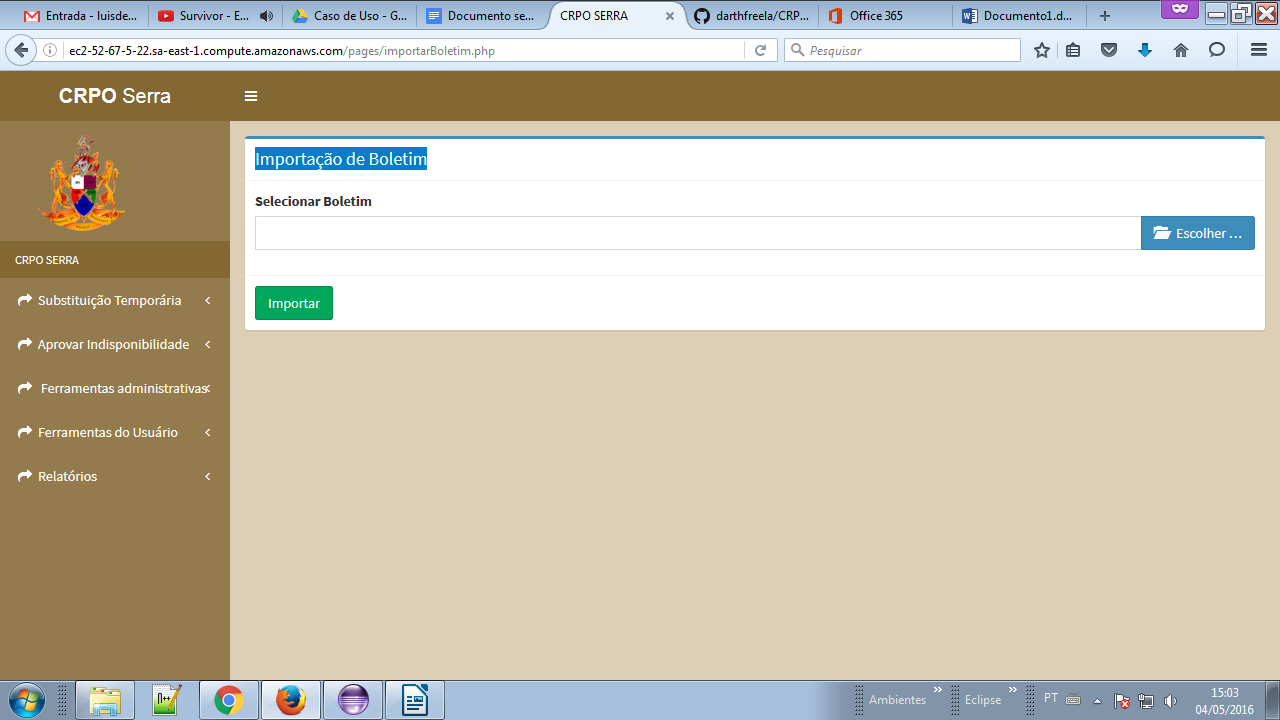 Entrada - luisde...
Survivor - E...
Caso de Uso - G...
Documento se...
CRPO SERRA
darthfreela/CRP...
Office 365
Documento1.d...
ec2-52-67-5-22.sa-east-1.compute.amazonaws.com/pages/importarBoletim.php
Pesquisar
CRPO Serra
Importação de Boletim
Selecionar Boletim
Escolher ...
Importar
CRPO SERRA
Substituição Temporária
Aprovar Indisponibilidade
Ferramentas administrativas
Ferramentas do Usuário
Relatórios
Ambientes
Eclipse
PT
15:03
04/05/2016